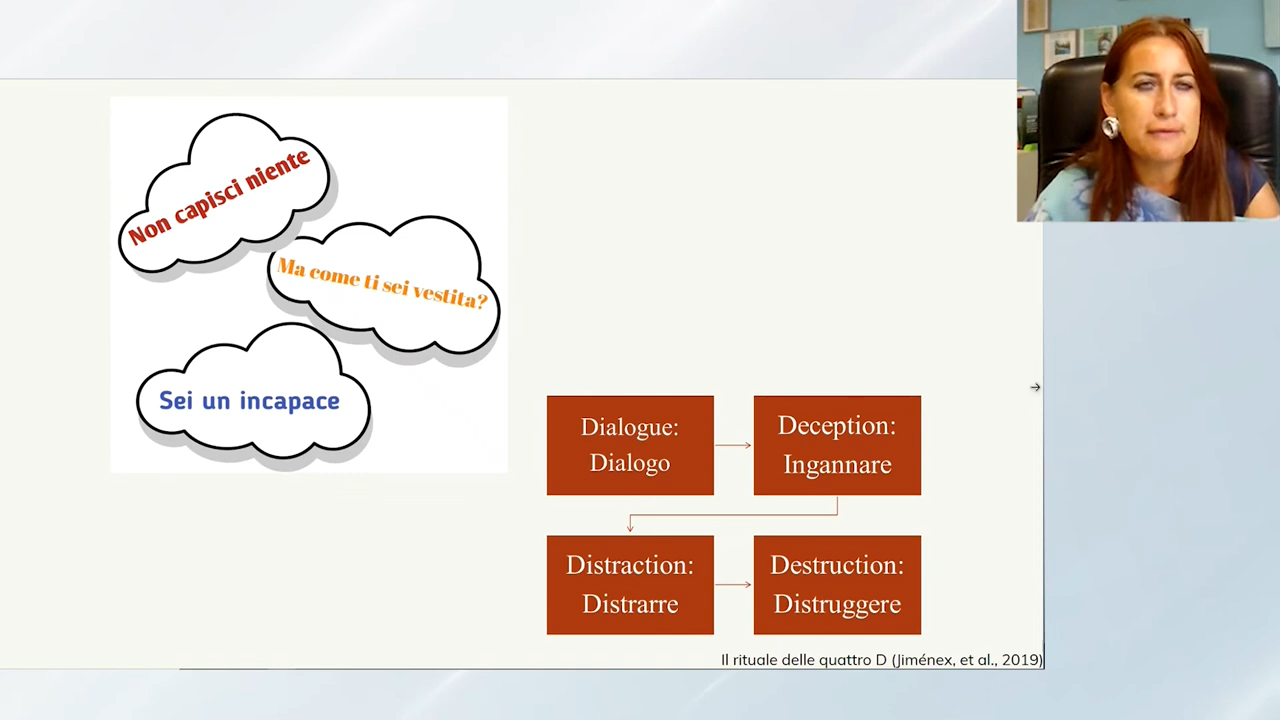 Non capisci niente
Ma come ti sei vestita?
Sei un incapace
Dialogue:
Dialogo
Deception:
Ingannare
Distraction:
Distrarre
Destruction:
Distruggere
Il rituale delle quattro D (Jiménex, et al., 2019)